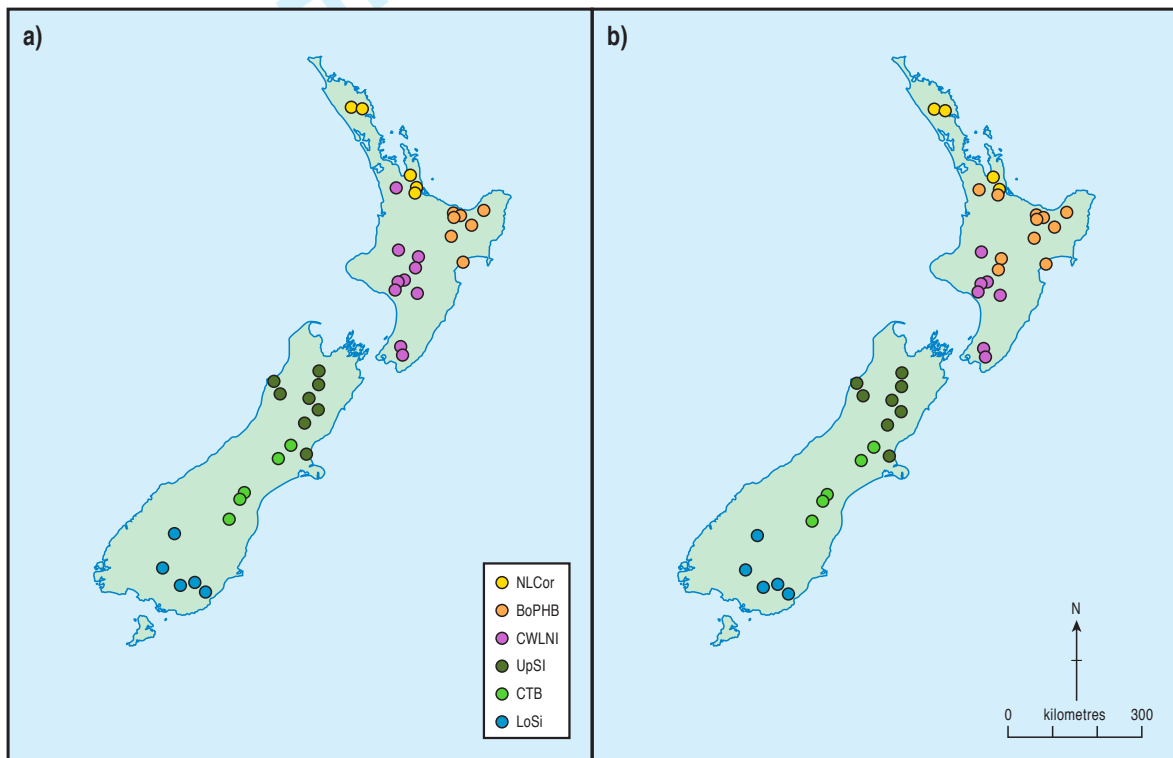 a)
b)
NLCor
BoPHB
CWLNI
UpSI
CTB
LoSi
N
0 kilometres 300